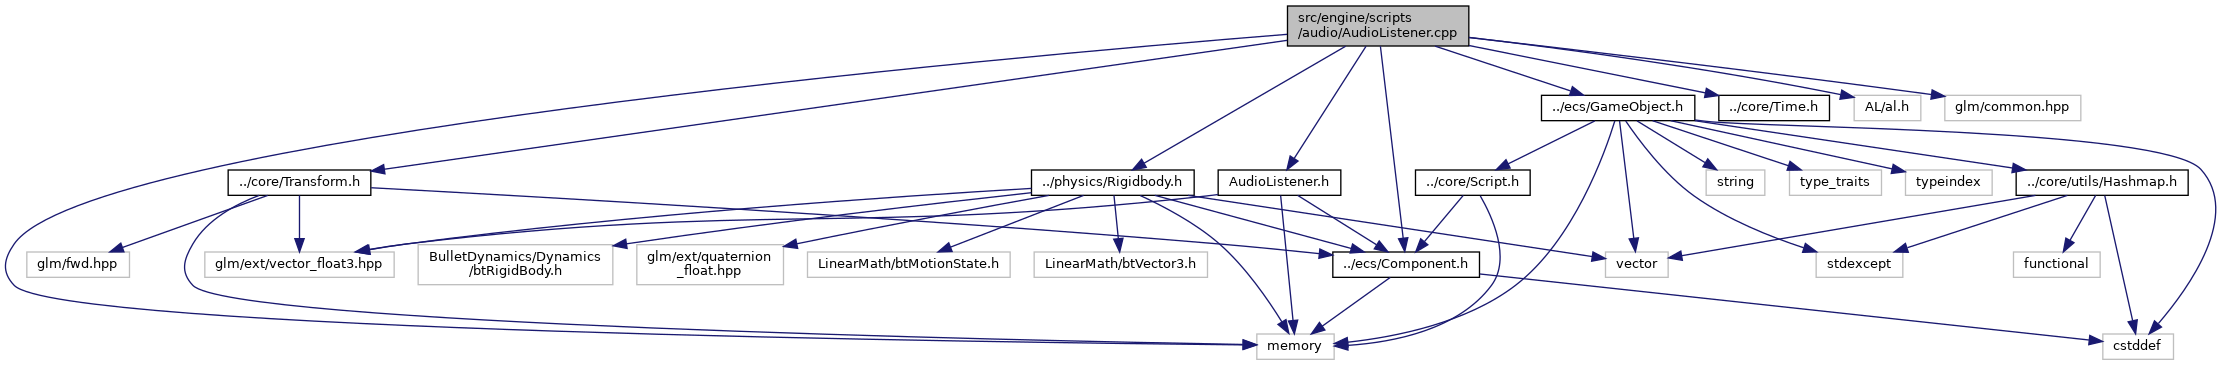 src/engine/scripts
/audio/AudioListener.cpp
../ecs/GameObject.h
../core/Time.h
AL/al.h
glm/common.hpp
../core/Transform.h
../physics/Rigidbody.h
AudioListener.h
../core/Script.h
string
type_traits
typeindex
../core/utils/Hashmap.h
glm/fwd.hpp
glm/ext/vector_float3.hpp
BulletDynamics/Dynamics
/btRigidBody.h
glm/ext/quaternion
_float.hpp
LinearMath/btMotionState.h
LinearMath/btVector3.h
../ecs/Component.h
vector
stdexcept
functional
memory
cstddef